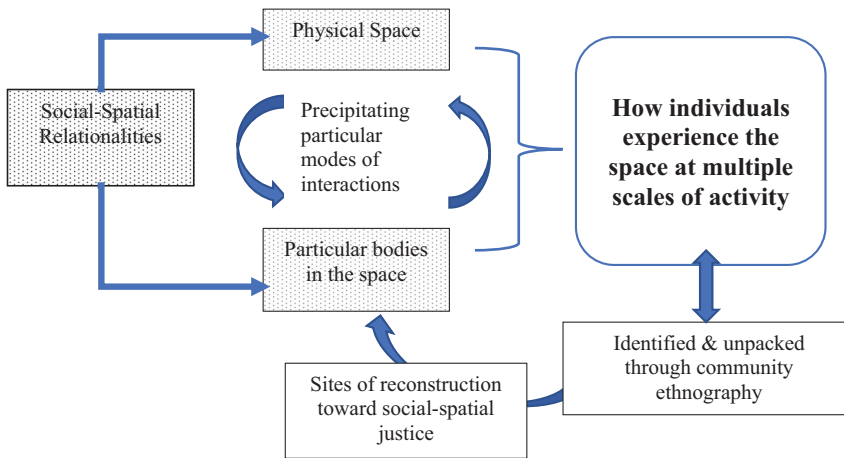 Physical Space
Social-Spatial
Relationalities
Precipitating
particular
modes of
interactions
Particular bodies
in the space
How individuals
experience the
space at multiple
scales of activity
Identified & unpacked
through community
ethnography
Sites of reconstruction
toward social-spatial
justice